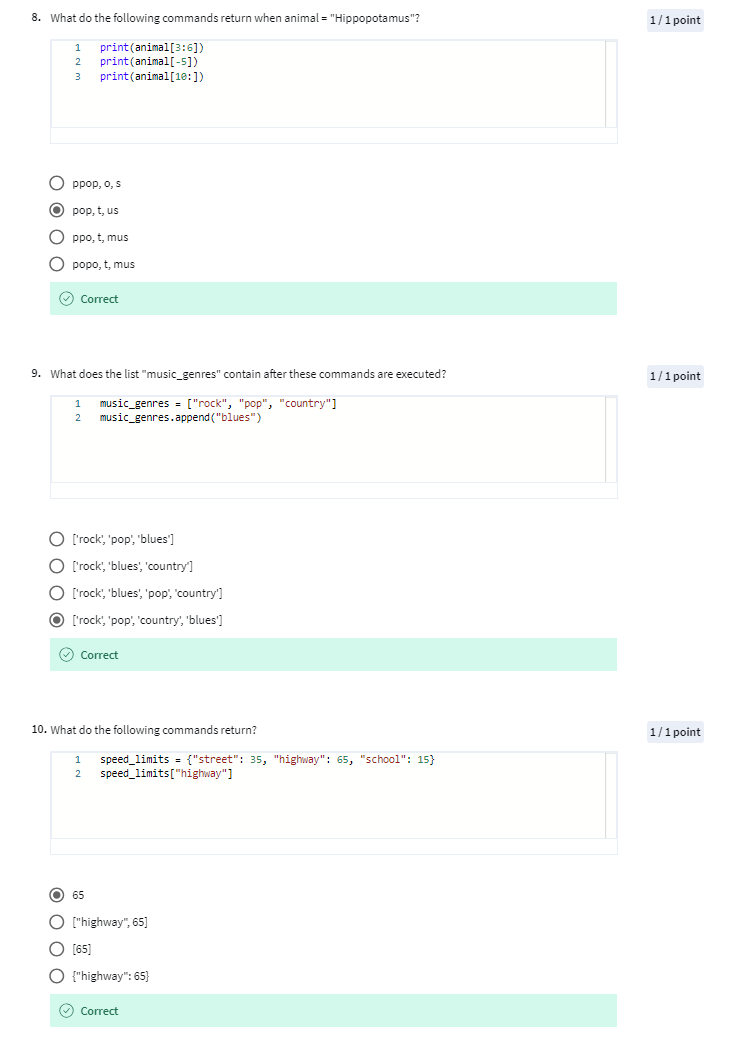 8. What do the following commands return when animal = "Hippopotamus"?
1 / 1 point
1 print(animal[3:6])
2 print(animal[-5])
3 print(animal[10:])
ppop, o, s
pop, t, us
ppo, t, mus
popo, t, mus
Correct
9. What does the list "music_genres" contain after these commands are executed?
1 / 1 point
1 music_genres = ["rock", "pop", "country"]
2 music_genres.append("blues")
['rock', 'pop', 'blues']
['rock', 'blues', 'country']
['rock', 'blues', 'pop', 'country']
['rock', 'pop', 'country', 'blues']
Correct
10. What do the following commands return?
1 / 1 point
1 speed_limits = {"street": 35, "highway": 65, "school": 15}
2 speed_limits["highway"]
65
["highway", 65]
[65]
{"highway": 65}
Correct